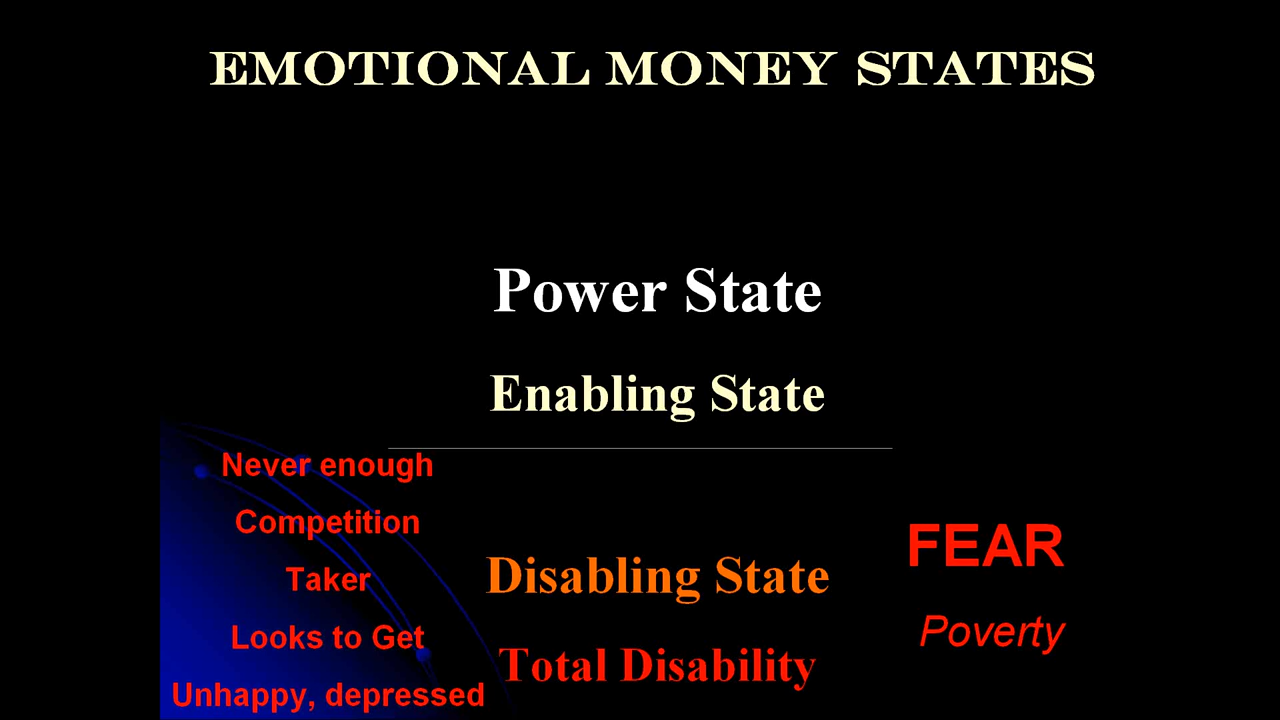 EMOTIONAL MONEY STATES
Power State
Enabling State
Never enough
Competition
Taker
Looks to Get
Unhappy, depressed
Disabling State
Total Disability
FEAR
Poverty